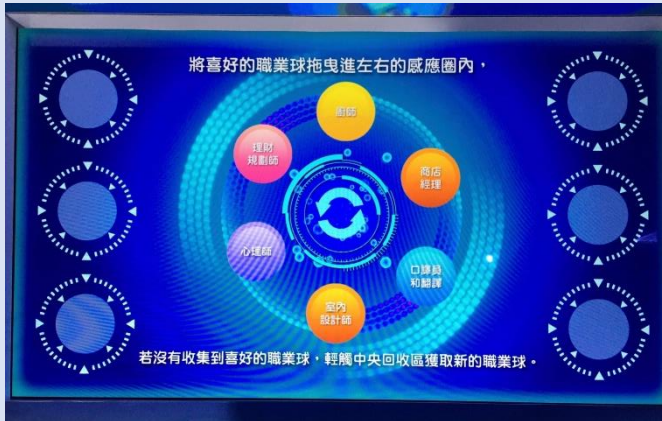 將喜好的職業球拖曳進左右的感應圈內，
廚師
理財
規劃師
商店
經理
心理師
口譯員
和翻譯
室內
設計師
若沒有收集到喜好的職業球，輕觸中央回收區獲取新的職業球。